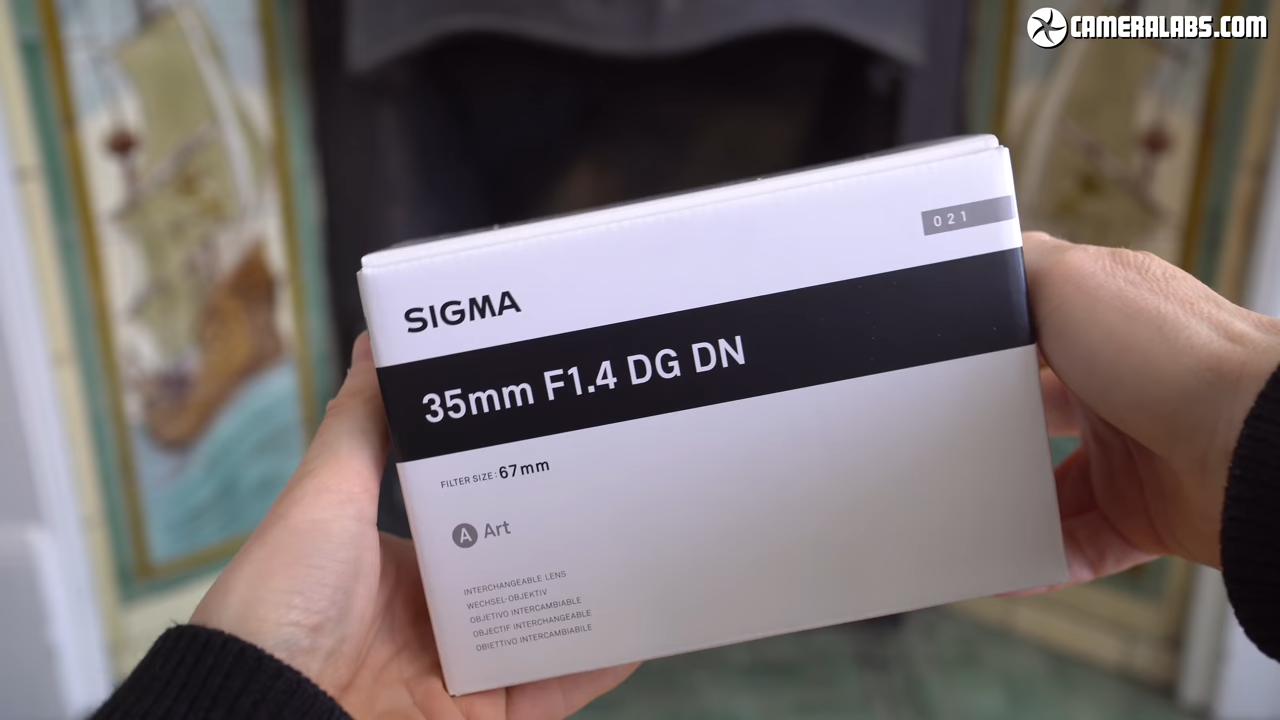 CAMERALABS.COM
021
SIGMA
35mm F1.4 DG DN
FILTER SIZE: 67mm
A Art
INTERCHANGEABLE LENS
WECHSEL-OBJEKTIV
OBJETIVO INTERCAMBIABLE
OBJECTIF INTERCHANGEABLE
OBIETTIVO INTERCAMBIABILE